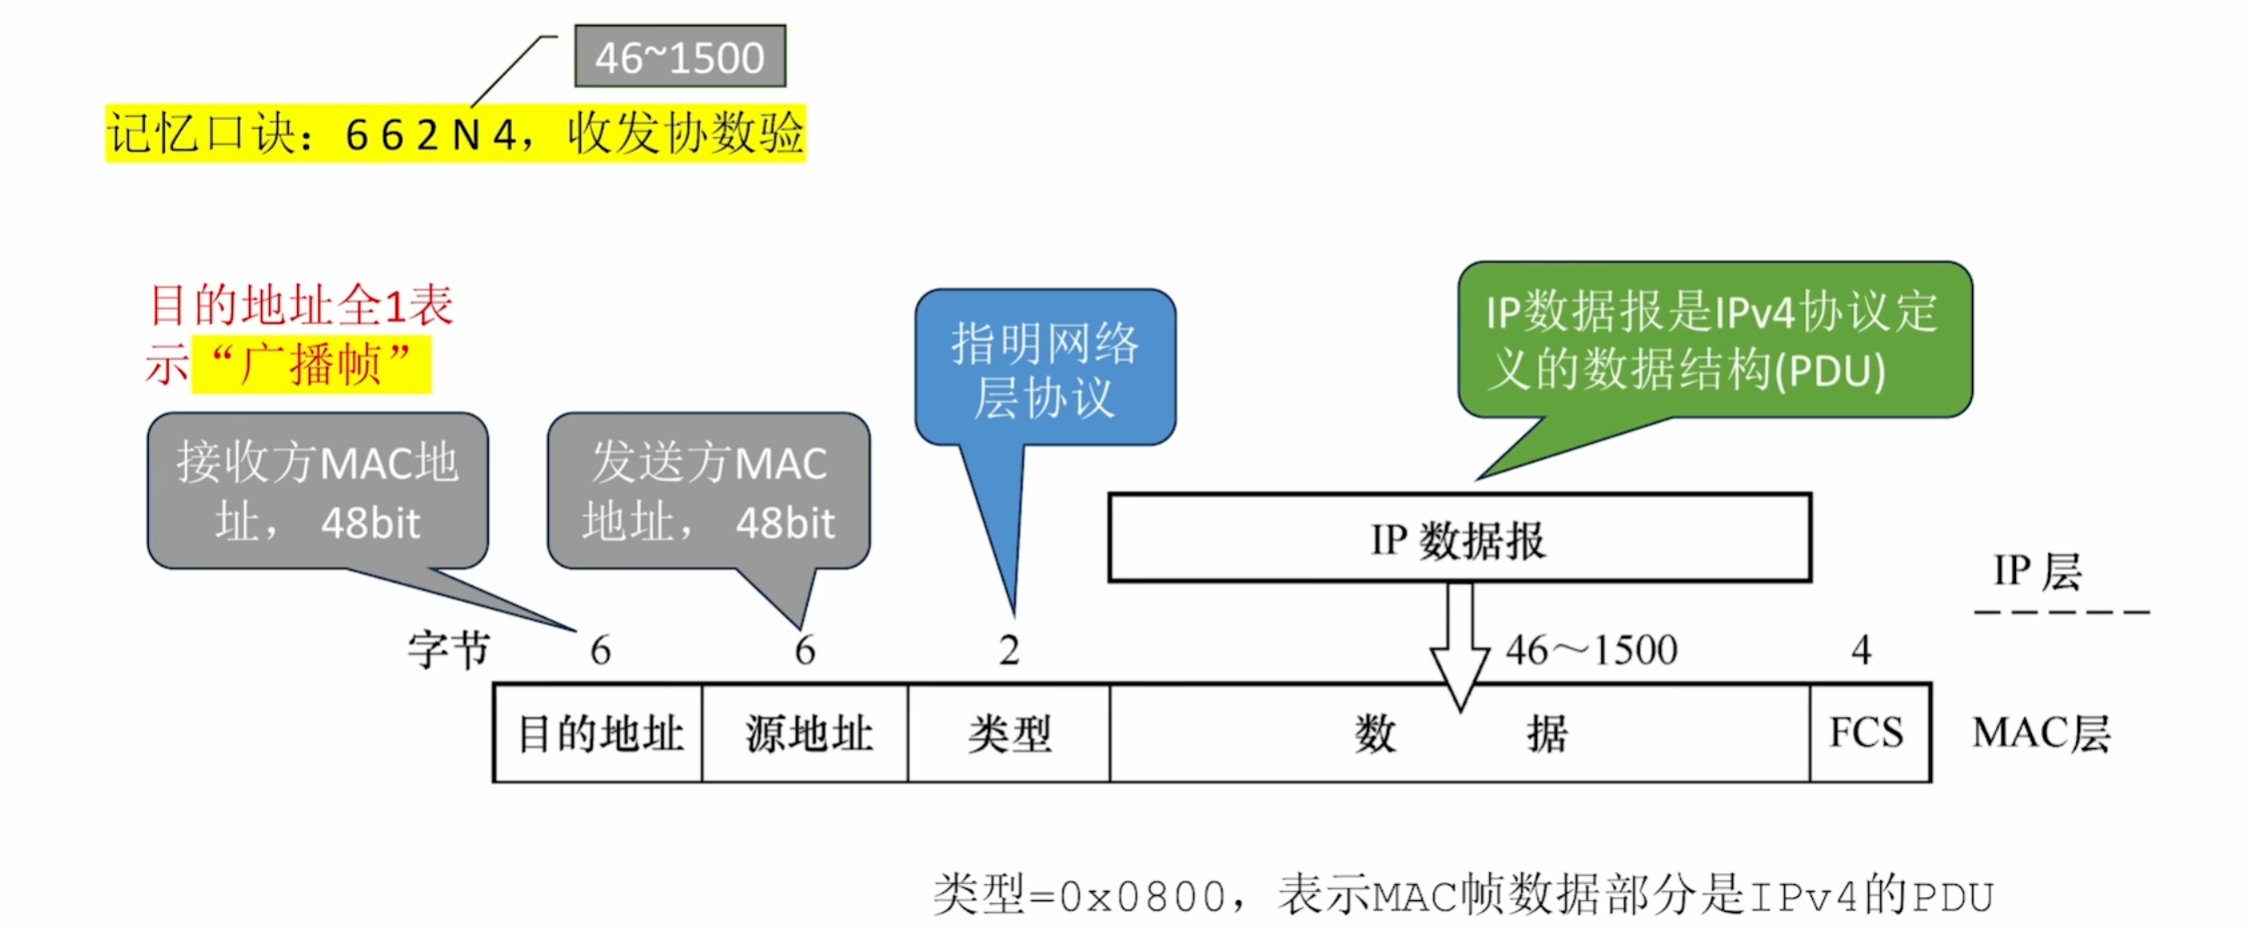 46~1500
记忆口诀：6 6 2 N 4，收发协数验
目的地址全1表
示“广播帧”
接收方MAC地
址， 48bit
发送方MAC
地址， 48bit
指明网络
层协议
IP数据报是IPv4协议定
义的数据结构(PDU)
IP 数据报
IP 层
字节 6 6 2 46～1500 4
目的地址 源地址 类型 数 据 FCS MAC层
类型=0x0800，表示MAC帧数据部分是IPv4的PDU